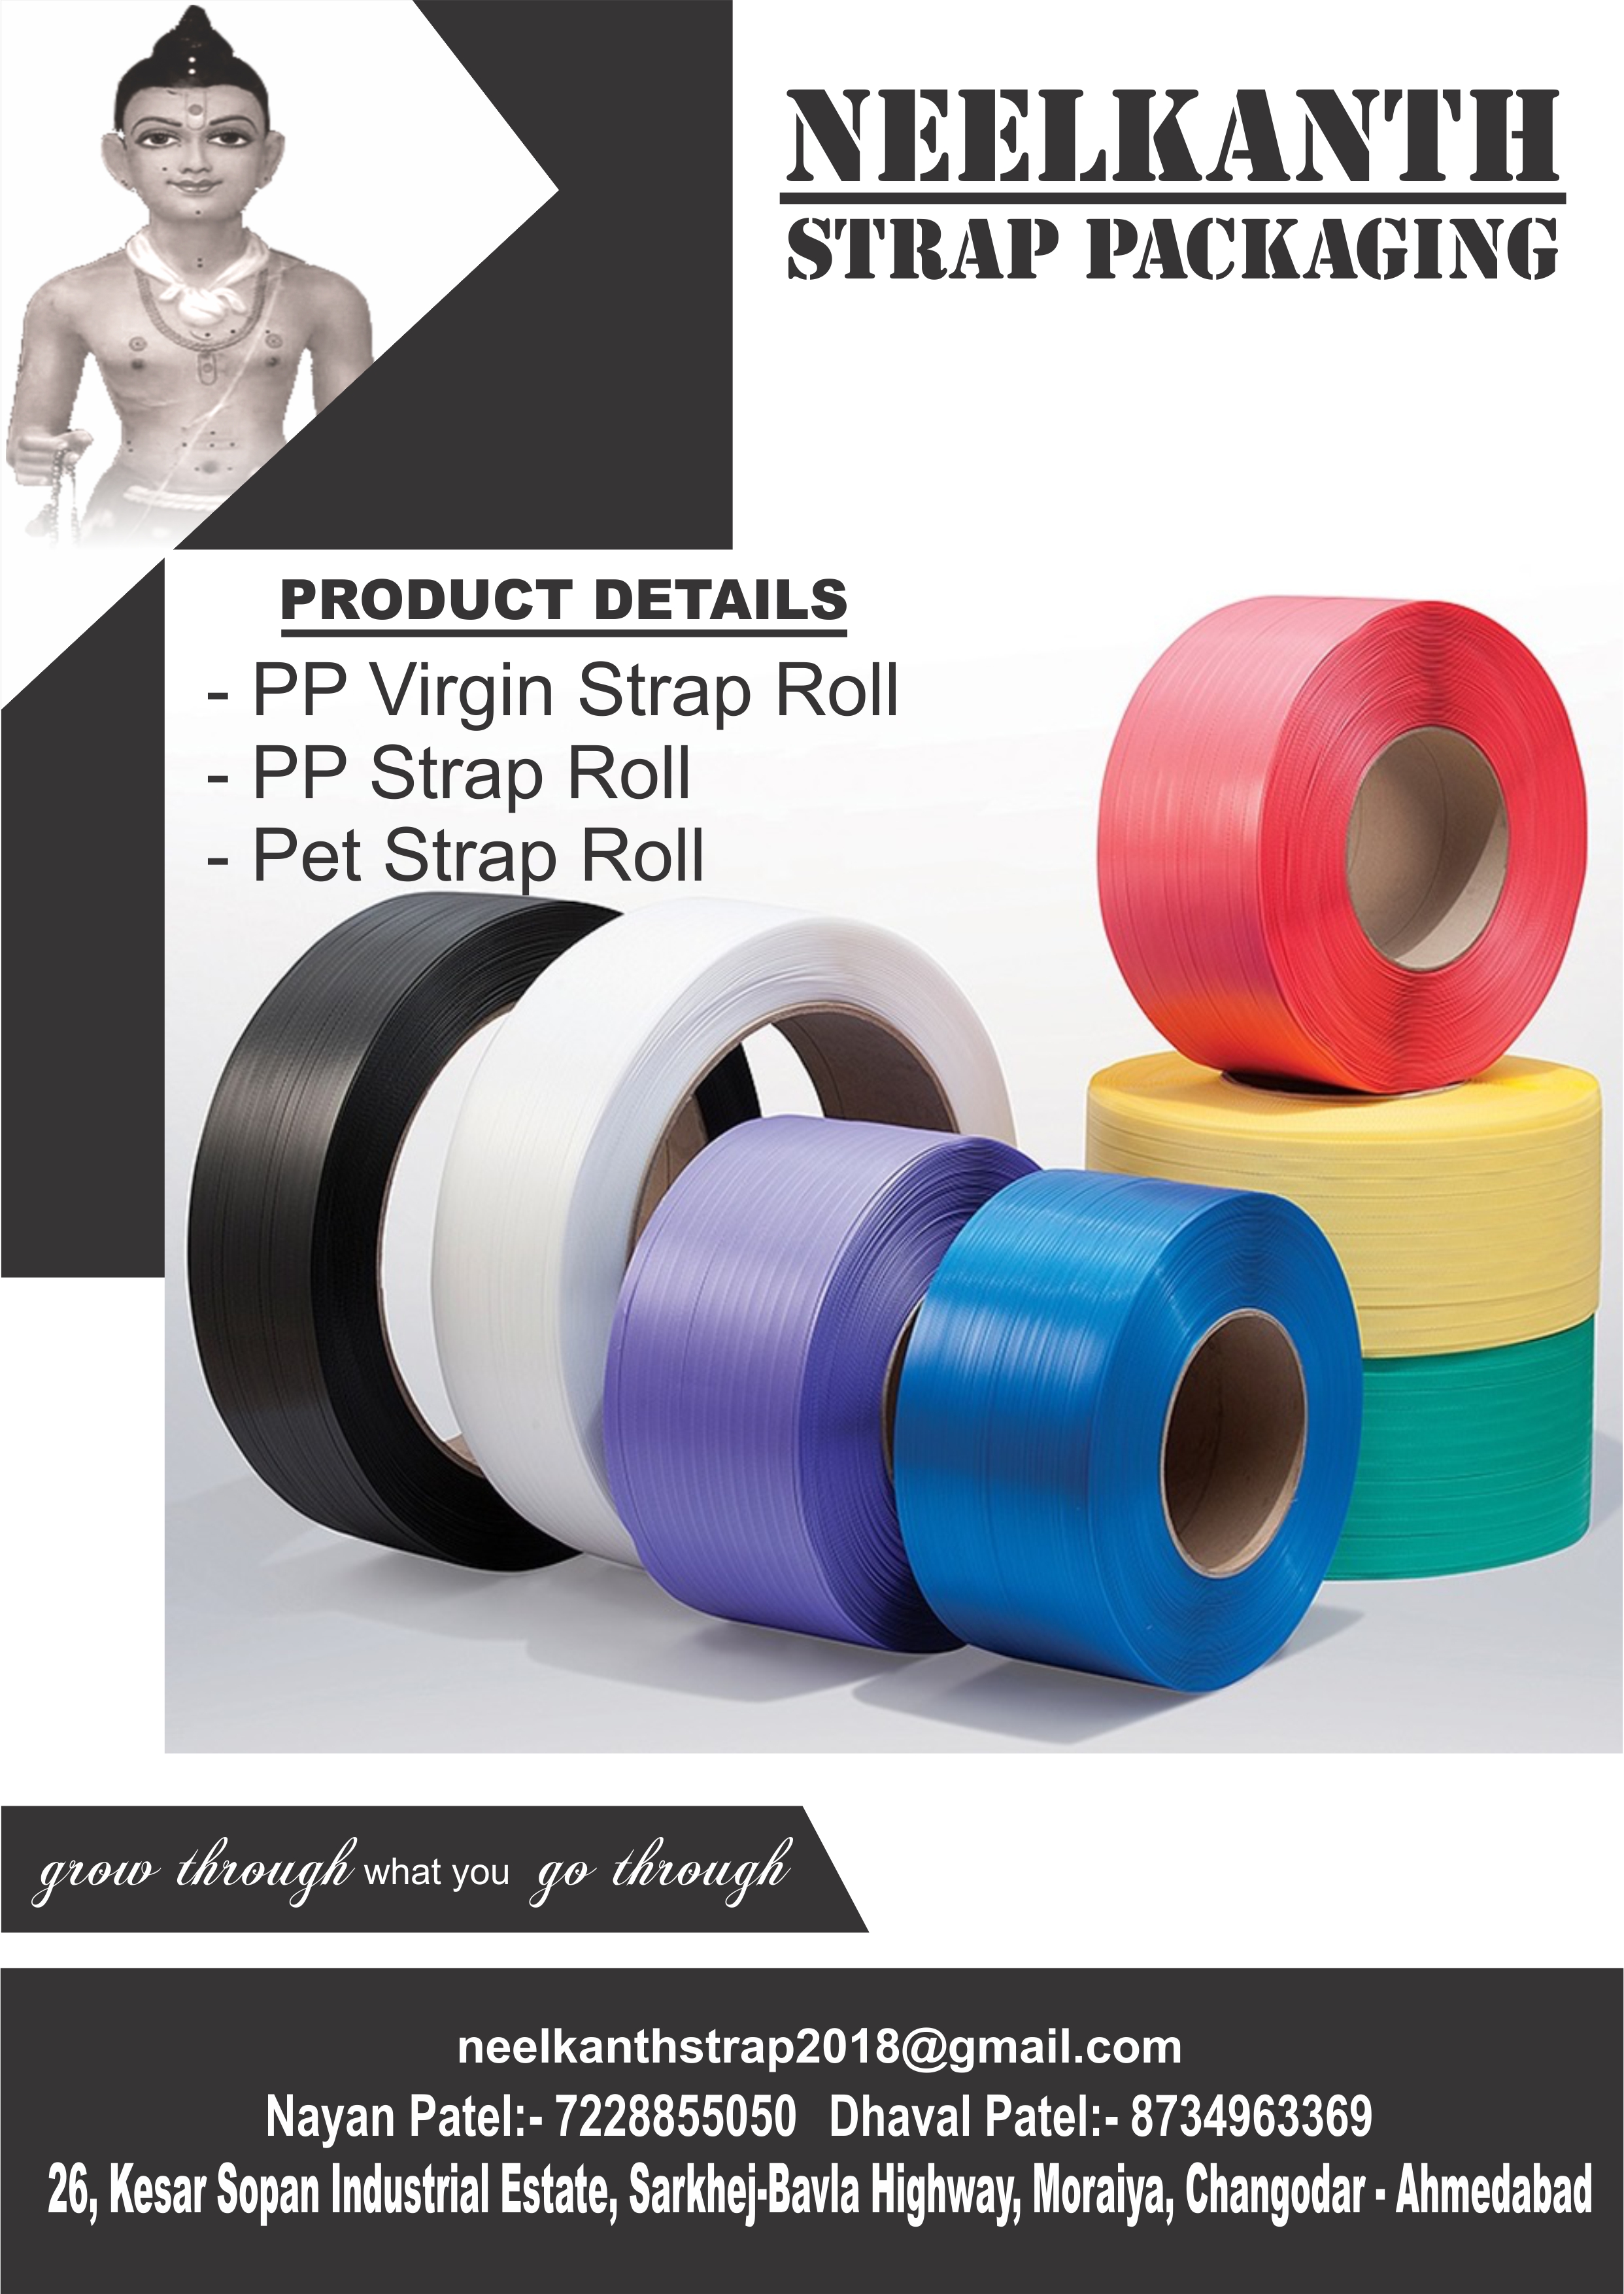 NEELKANTH
STRAP PACKAGING
PRODUCT DETAILS
- PP Virgin Strap Roll
- PP Strap Roll
- Pet Strap Roll
grow through what you go through
neelkanthstrap2018@gmail.com
Nayan Patel:- 7228855050 Dhaval Patel:- 8734963369
26, Kesar Sopan Industrial Estate, Sarkhej-Bavla Highway, Moraiya, Changodar - Ahmedabad